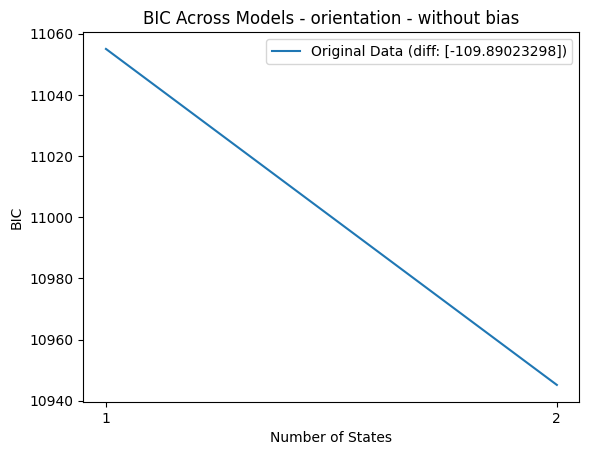 BIC Across Models - orientation - without bias
Original Data (diff: [-109.89023298])
BIC
11060
11040
11020
11000
10980
10960
10940
1
2
Number of States